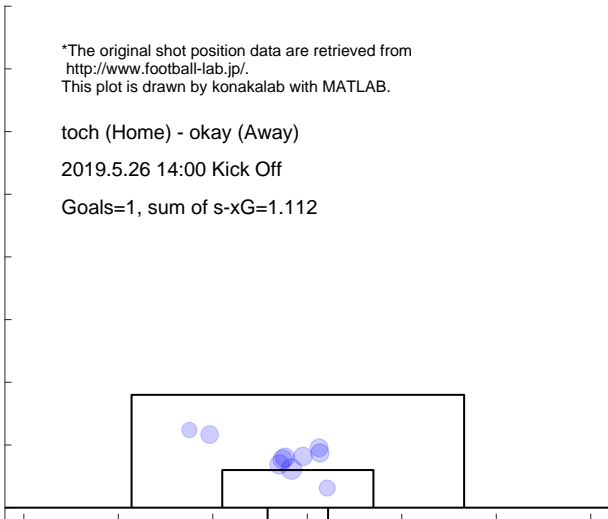 *The original shot position data are retrieved from
http://www.football-lab.jp/.
This plot is drawn by konakalab with MATLAB.
toch (Home) - okay (Away)
2019.5.26 14:00 Kick Off
Goals=1, sum of s-xG=1.112